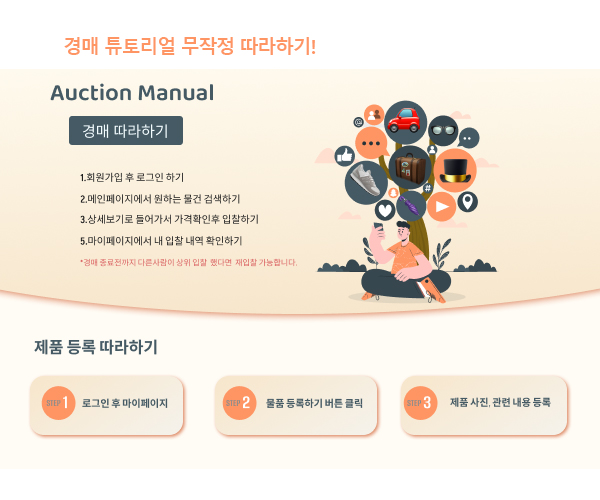 경매 튜토리얼 무작정 따라하기!
Auction Manual
경매 따라하기
1.회원가입 후 로그인 하기
2.메인페이지에서 원하는 물건 검색하기
3.상세보기로 들어가서 가격확인후 입찰하기
5.마이페이지에서 내 입찰 내역 확인하기
*경매 종료전까지 다른사람이 상위 입찰 했다면 재입찰 가능합니다.
@
#
제품 등록 따라하기
STEP 1 로그인 후 마이페이지
STEP 2 물품 등록하기 버튼 클릭
STEP 3 제품 사진, 관련 내용 등록